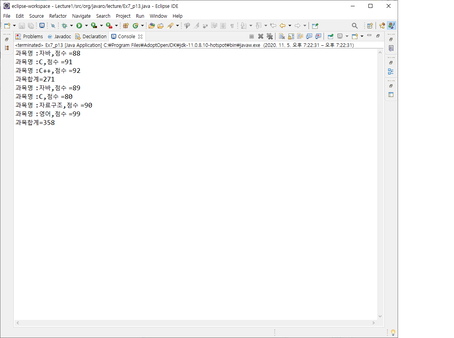 eclipse-workspace - Lecture1/src/org/javaro/lecture/Ex7_p13.java - Eclipse IDE
File Edit Source Refactor Navigate Search Project Run Window Help
Problems Javadoc Declaration Console
<terminated> Ex7_p13 [Java Application] C:\Program Files\AdoptOpenJDK\jdk-11.0.8.10-hotspot\bin\javaw.exe (2020. 11. 5. 오후 7:22:31 – 오후 7:22:31)
과목명 :자바,점수 =88
과목명 :C,점수 =91
과목명 :C++,점수 =92
과목합계=271
과목명 :자바,점수 =89
과목명 :C,점수 =80
과목명 :자료구조,점수 =90
과목명 :영어,점수 =99
과목합계=358